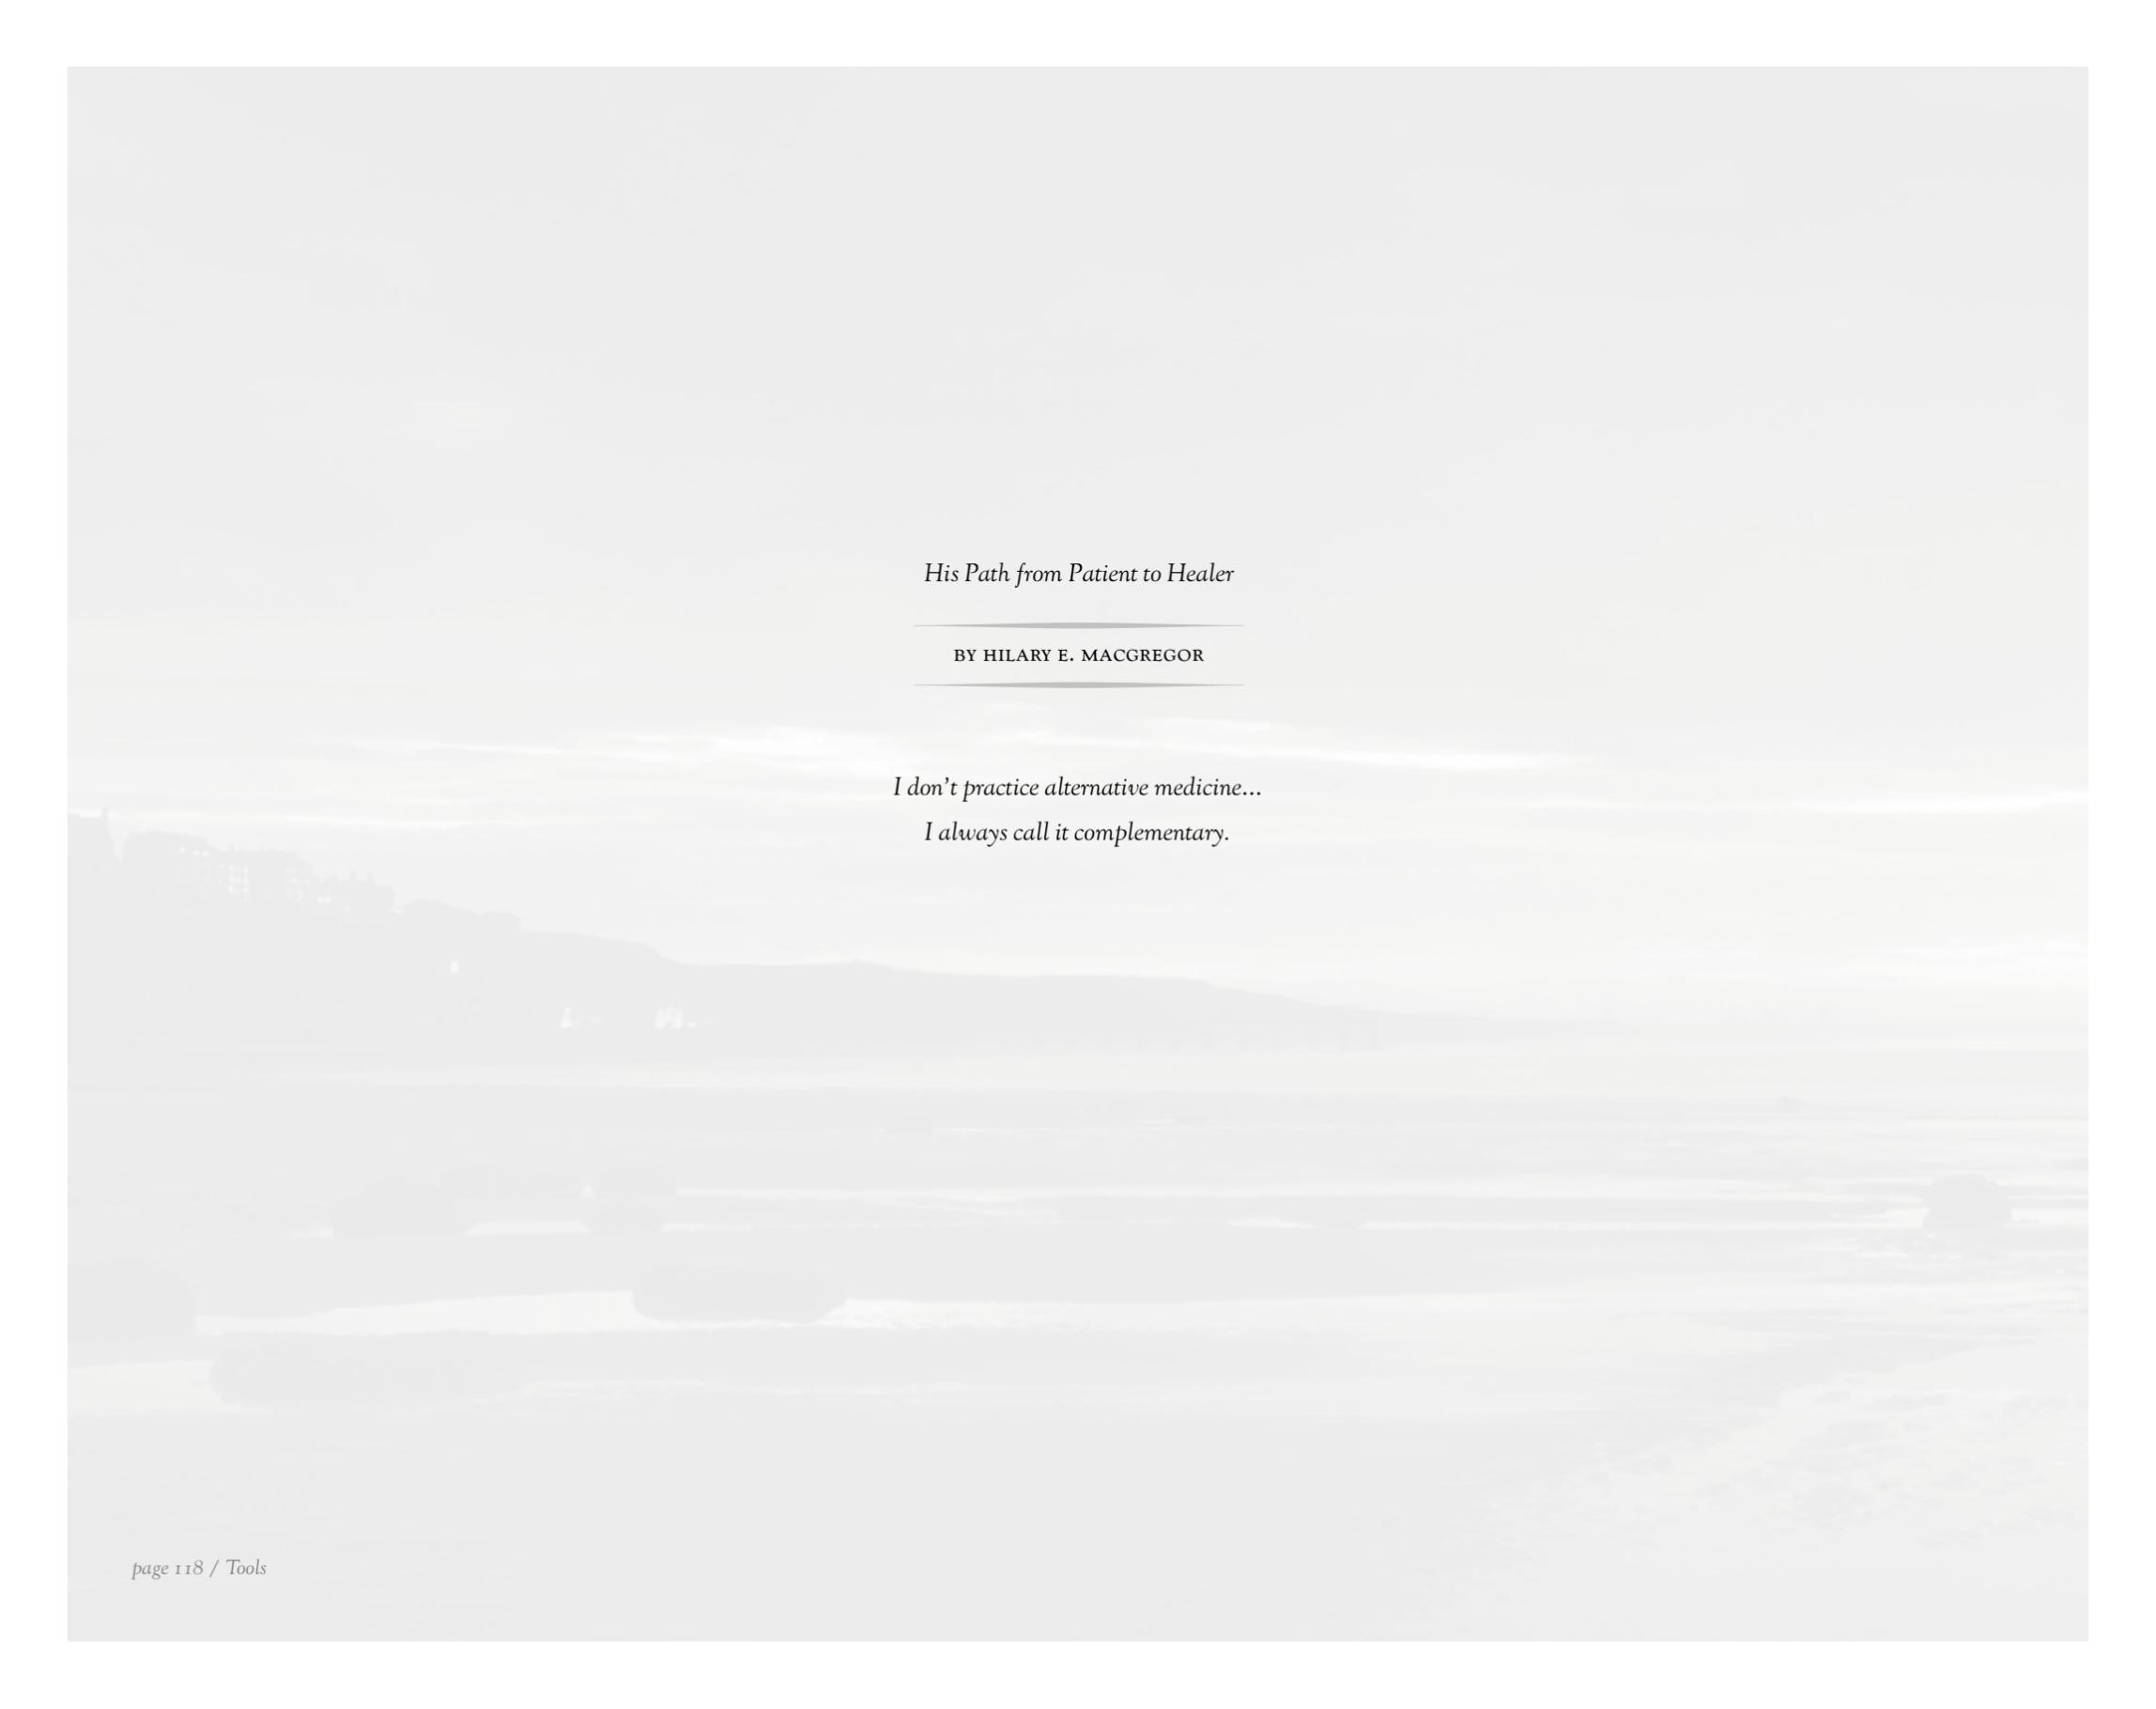 His Path from Patient to Healer
BY HILARY E. MACGREGOR
I don’t practice alternative medicine...
I always call it complementary.
page 118 / Tools